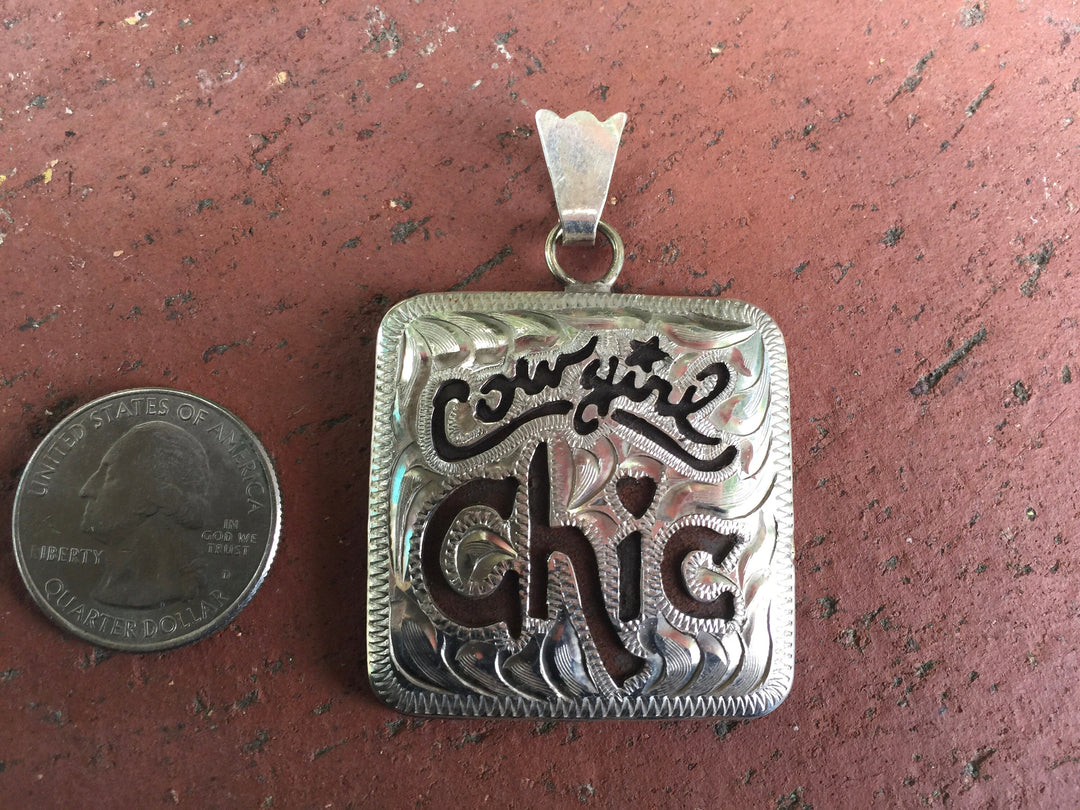 UNITED STATES OF AMERICA
LIBERTY
IN
GOD WE
TRUST
QUARTER DOLLAR
Cowgirl
Chic